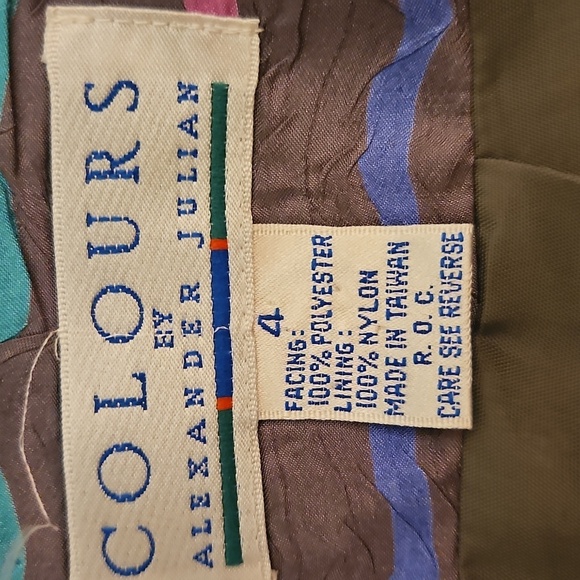 COLOURS
BY
ALEXANDER JULIAN
4
FACING:
100% POLYESTER
LINING:
100% NYLON
MADE IN TAIWAN
R. O. C.
CARE SEE REVERSE